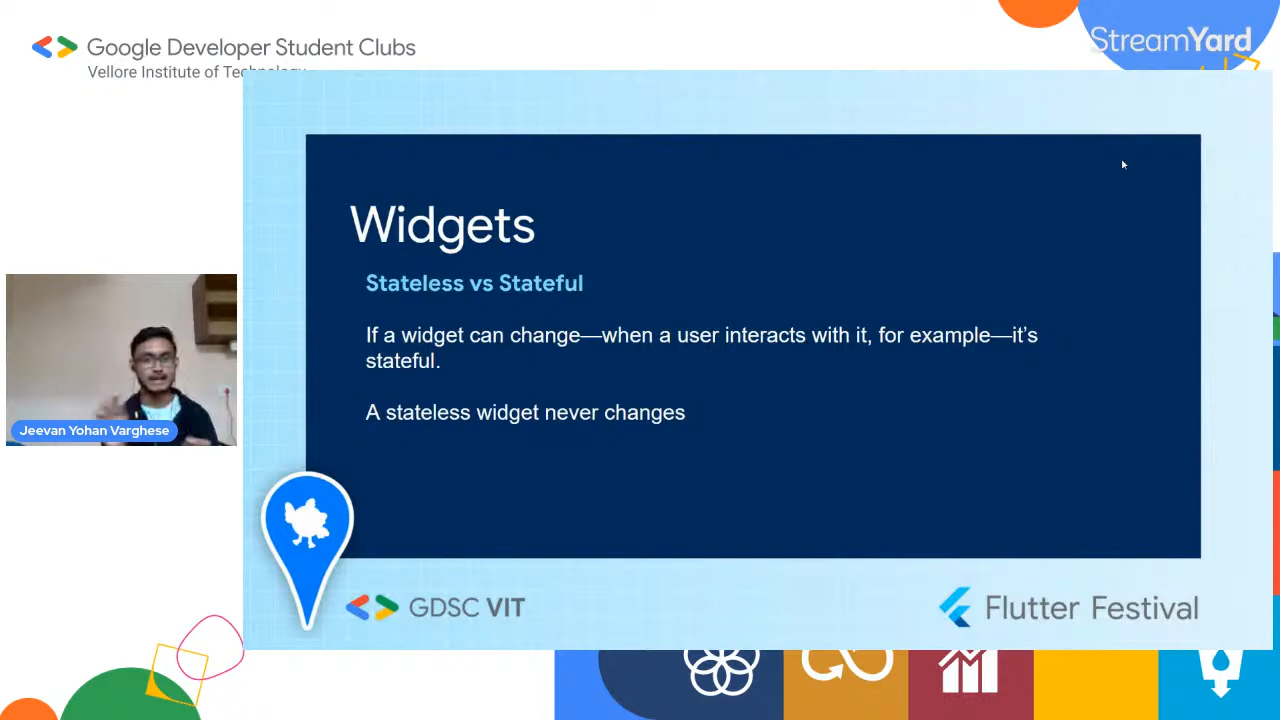 Google Developer Student Clubs
Vellore Institute of Technology
StreamYard
Widgets
Stateless vs Stateful
If a widget can change—when a user interacts with it, for example—it's
stateful.
A stateless widget never changes
Jeevan Yohan Varghese
GDSC VIT
Flutter Festival